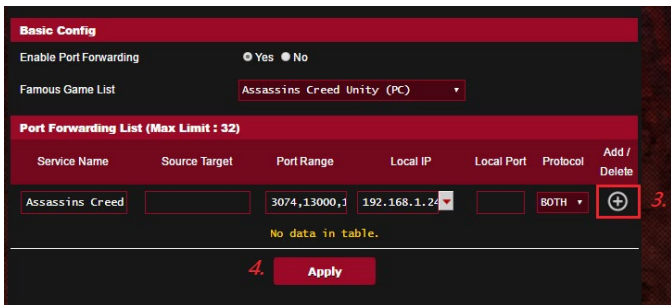 Basic Config
Enable Port Forwarding Yes No
Famous Game List Assassins Creed Unity (PC)
Port Forwarding List (Max Limit : 32)
Service Name Source Target Port Range Local IP Local Port Protocol Add / Delete
Assassins Creed 3074,13000,1 192.168.1.24 BOTH 3.
No data in table.
4. Apply